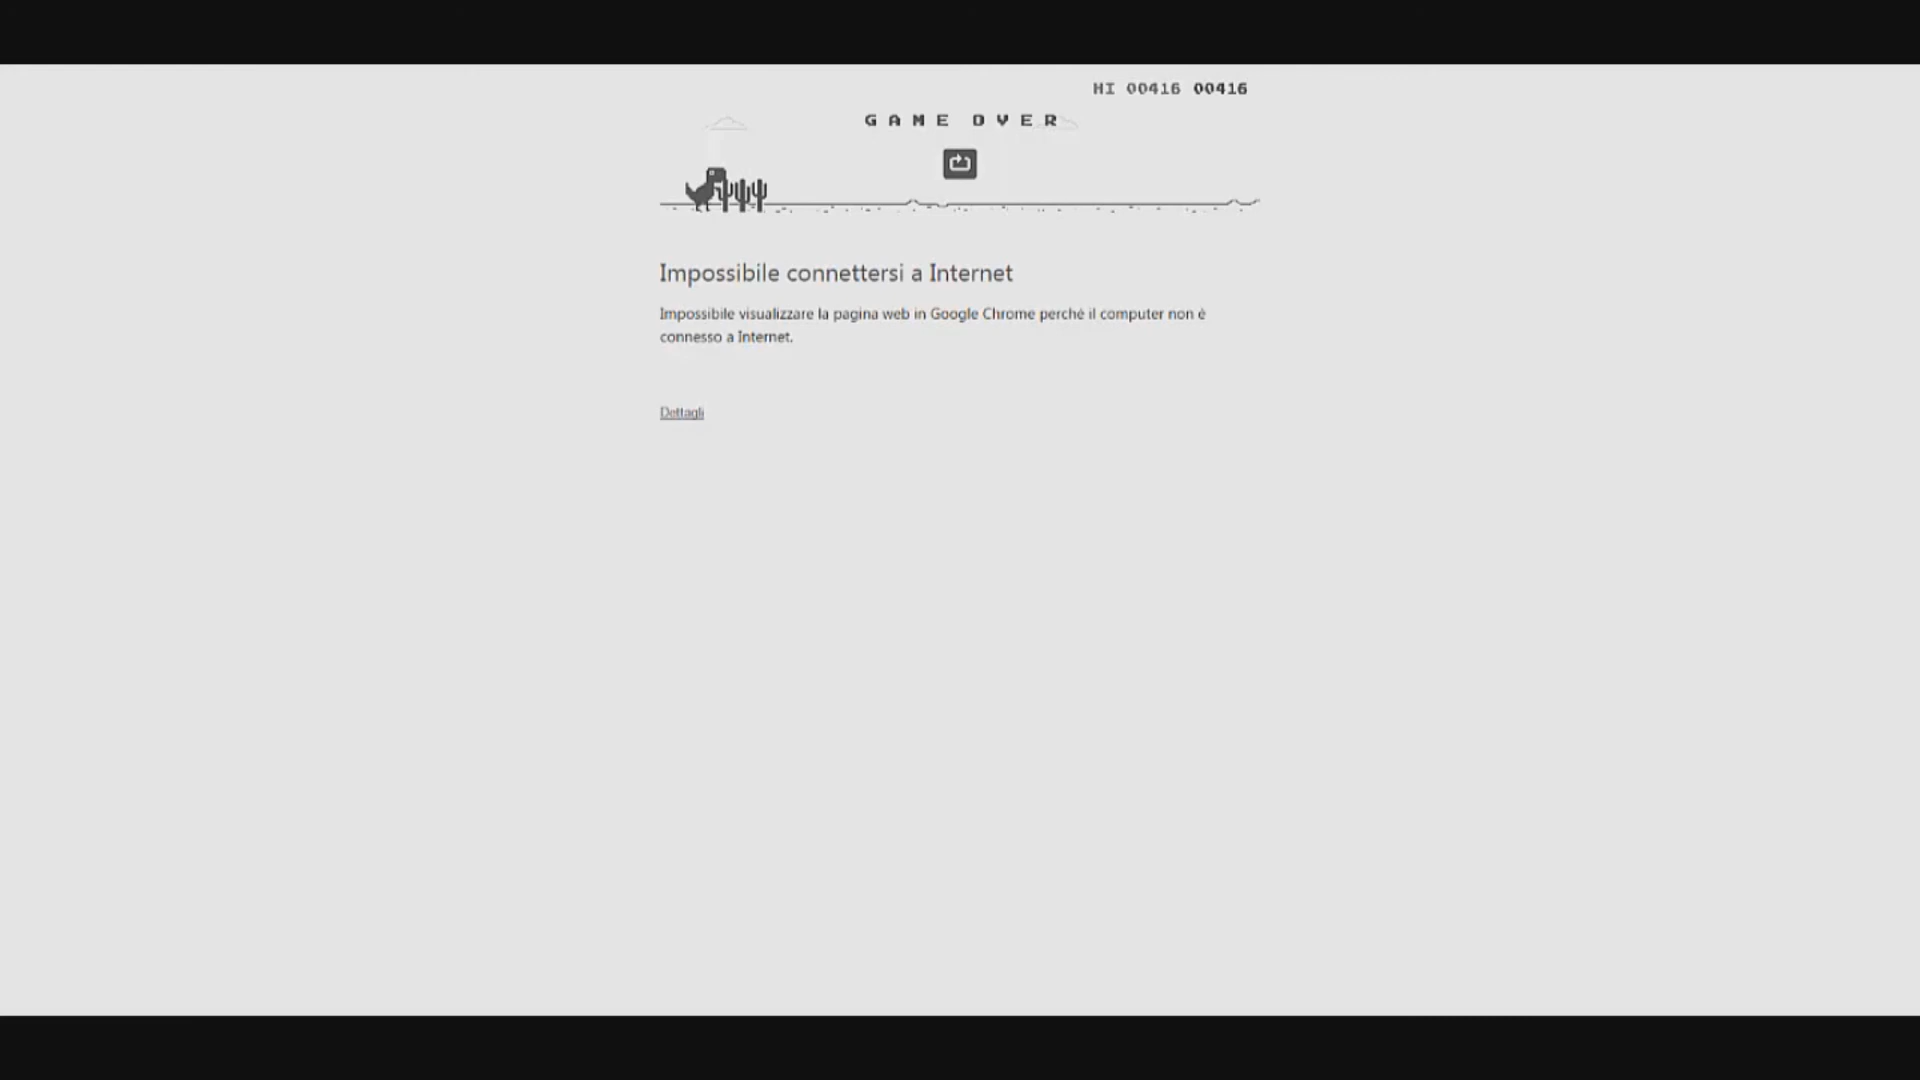 HI 00416 00416
GAME OVER
Impossibile connettersi a Internet
Impossibile visualizzare la pagina web in Google Chrome perché il computer non è
connesso a Internet.
Dettagli